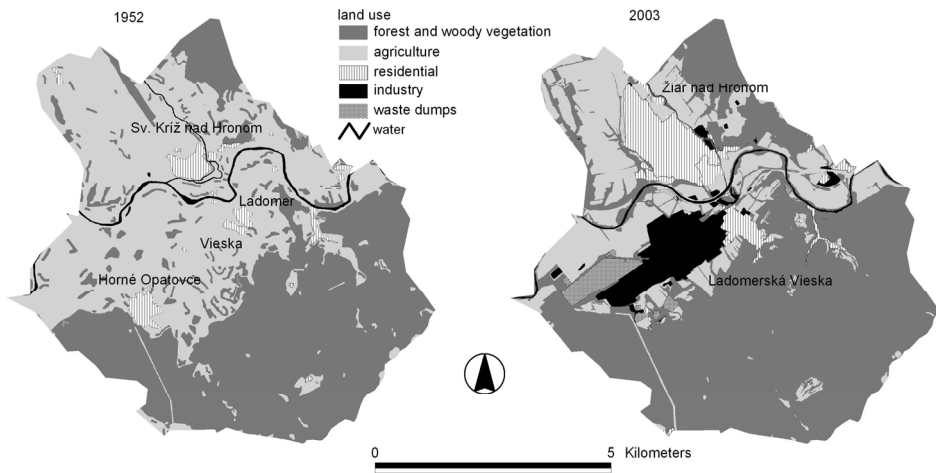 1952
land use
forest and woody vegetation
agriculture
residential
industry
waste dumps
water
2003
Sv. Kríž nad Hronom
Ladomer
Vieska
Horné Opatovce
Žiar nad Hronom
Ladomerská Vieska
0 5 Kilometers